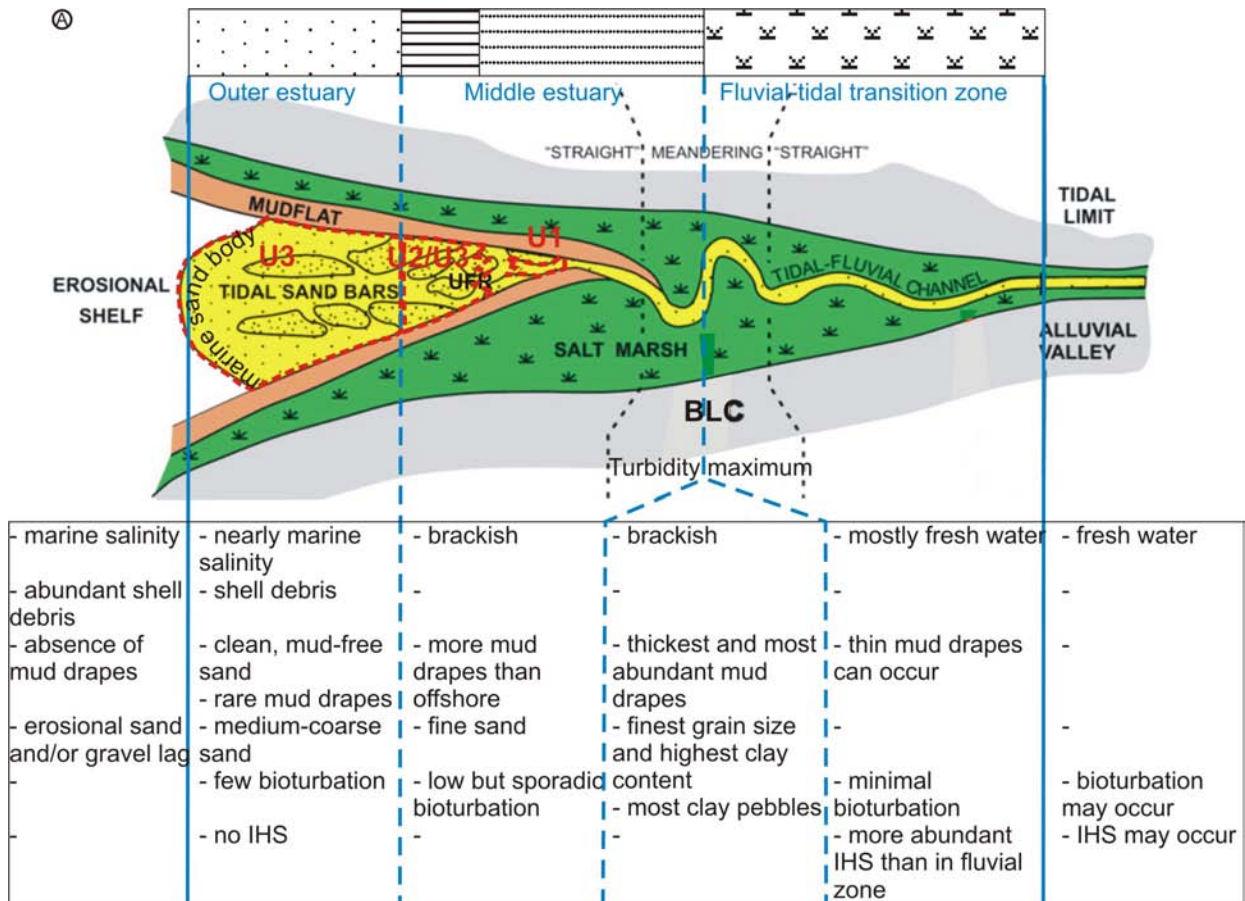 A
Outer estuary
Middle estuary
Fluvial-tidal transition zone
"STRAIGHT"
MEANDERING
"STRAIGHT"
MUDFLAT
marine sand body
U3
U2/U3
U1
UFR
TIDAL SAND BARS
EROSIONAL
SHELF
TIDAL
LIMIT
TIDAL-FLUVIAL CHANNEL
SALT MARSH
ALLUVIAL
VALLEY
BLC
Turbidity maximum
- marine salinity
- abundant shell
debris
- absence of
mud drapes
- erosional sand
and/or gravel lag
-
-
- nearly marine
salinity
- shell debris
- clean, mud-free
sand
- rare mud drapes
- medium-coarse
sand
- few bioturbation
- no IHS
- brackish
-
- more mud
drapes than
offshore
- fine sand
- low but sporadic
bioturbation
-
- brackish
-
- thickest and most
abundant mud
drapes
- finest grain size
and highest clay
content
- most clay pebbles
-
- mostly fresh water
-
- thin mud drapes
can occur
-
- minimal
bioturbation
- more abundant
IHS than in fluvial
zone
- fresh water
-
-
-
- bioturbation
may occur
- IHS may occur